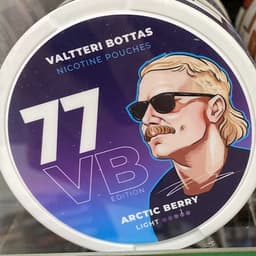 VALTTERI BOTTAS
NICOTINE POUCHES
77
VB
EDITION
ARCTIC BERRY
LIGHT